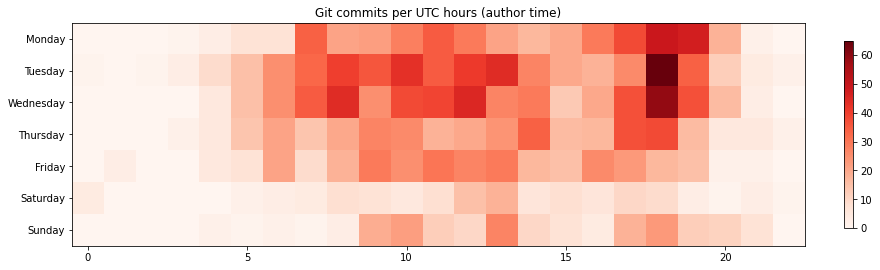 Git commits per UTC hours (author time)
Monday
Tuesday
Wednesday
Thursday
Friday
Saturday
Sunday
0 5 10 15 20
60
50
40
30
20
10
0